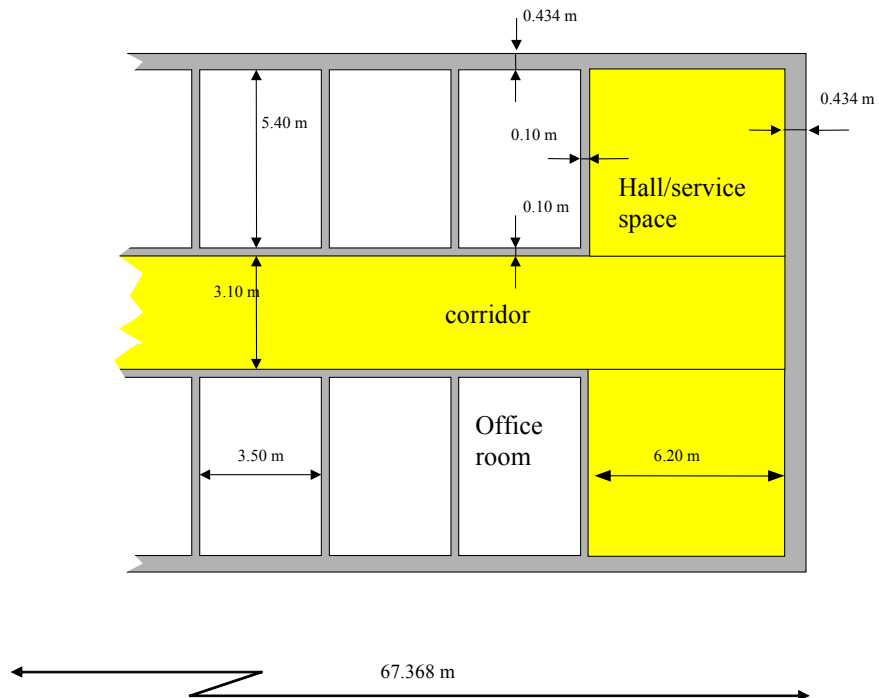 0.434 m
0.434 m
5.40 m
0.10 m
Hall/service
space
0.10 m
3.10 m
corridor
Office
room
3.50 m
6.20 m
67.368 m